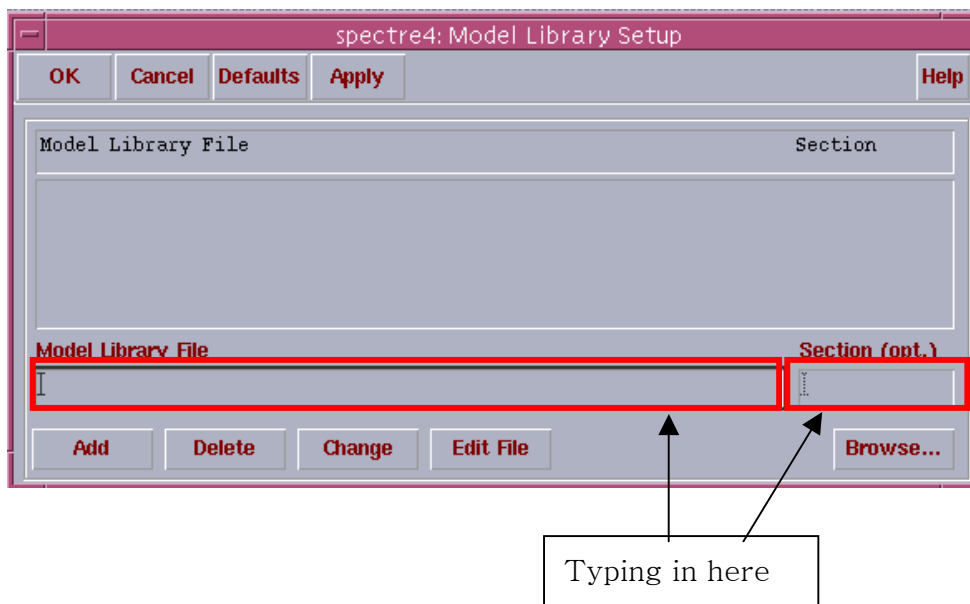 spectre4: Model Library Setup
OK Cancel Defaults Apply Help
Model Library File Section
Model Library File Section (opt.)
Add Delete Change Edit File Browse...
Typing in here